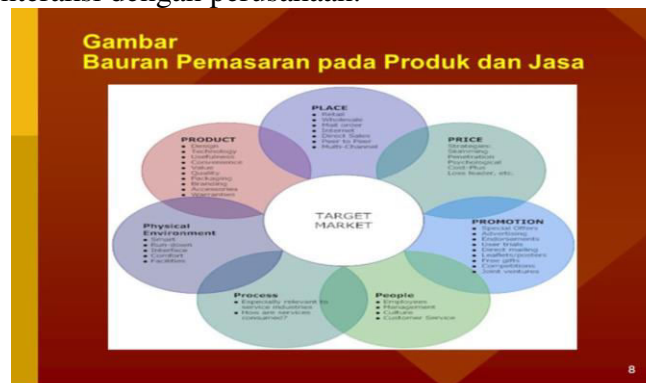 interaksi dengan perusahaan.
Gambar
Bauran Pemasaran pada Produk dan Jasa
PLACE
• Retail
• Wholesale
• Mail order
• Internet
• Direct Sales
• Peer to Peer
• Multi-Channel
PRICE
Strategies:
Skimming
Penetration
Psychological
Cost-Plus
Loss leader, etc.
PROMOTION
• Special Offers
• Advertising
• Endorsements
• User trials
• Direct mailing
• Leaflets/posters
• Free gifts
• Competitions
• Joint ventures
People
• Employees
• Management
• Culture
• Customer Service
Process
• Especially relevant to
service industries
• How are services
consumed?
Physical
Environment
• Smart
• Run-down
• Interface
• Comfort
• Facilities
PRODUCT
• Design
• Technology
• Usefulness
• Convenience
• Value
• Quality
• Packaging
• Branding
• Accessories
• Warranties
TARGET
MARKET
8